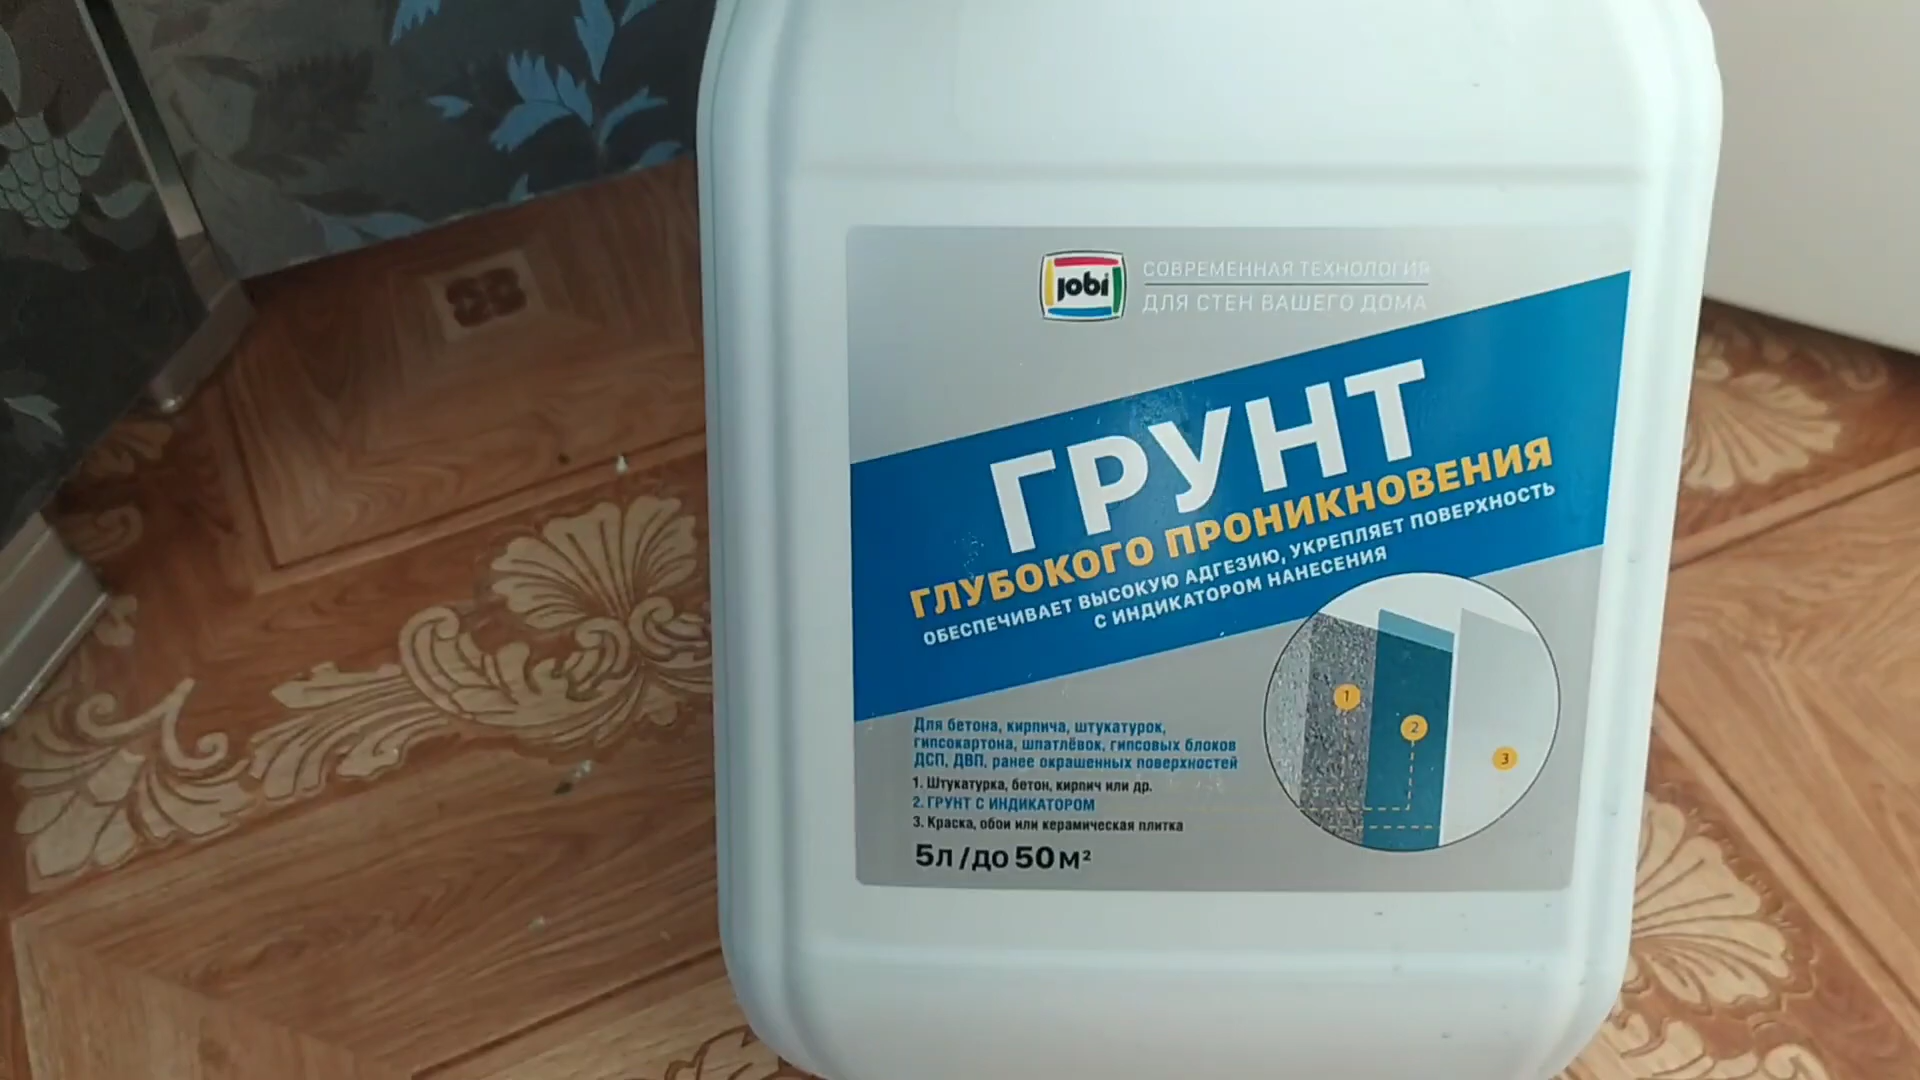 jobi
СОВРЕМЕННАЯ ТЕХНОЛОГИЯ
ДЛЯ СТЕН ВАШЕГО ДОМА
ГРУНТ
ГЛУБОКОГО ПРОНИКНОВЕНИЯ
ОБЕСПЕЧИВАЕТ ВЫСОКУЮ АДГЕЗИЮ, УКРЕПЛЯЕТ ПОВЕРХНОСТЬ
С ИНДИКАТОРОМ НАНЕСЕНИЯ
Для бетона, кирпича, штукатурок,
гипсокартона, шпатлёвок, гипсовых блоков
ДСП, ДВП, ранее окрашенных поверхностей
1. Штукатурка, бетон, кирпич или др.
2. ГРУНТ С ИНДИКАТОРОМ
3. Краска, обои или керамическая плитка
5л/до 50м²
1
2
3